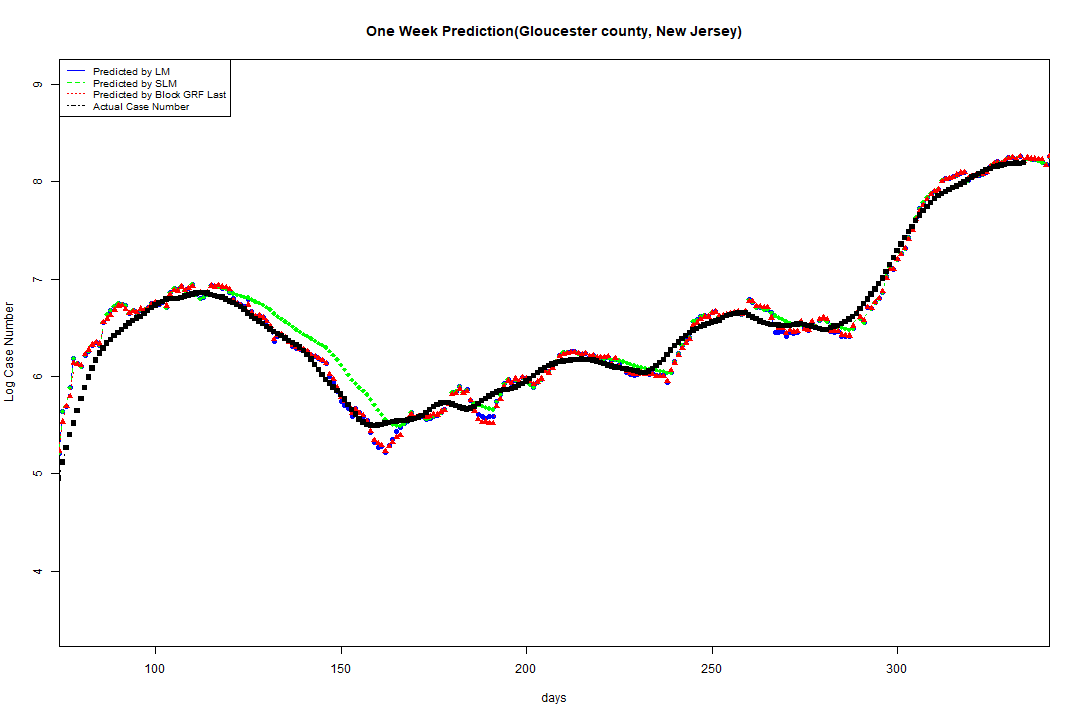 One Week Prediction(Gloucester county, New Jersey)
Predicted by LM
Predicted by SLM
Predicted by Block GRF Last
Actual Case Number
9
8
7
6
5
4
Log Case Number
100 150 200 250 300
days